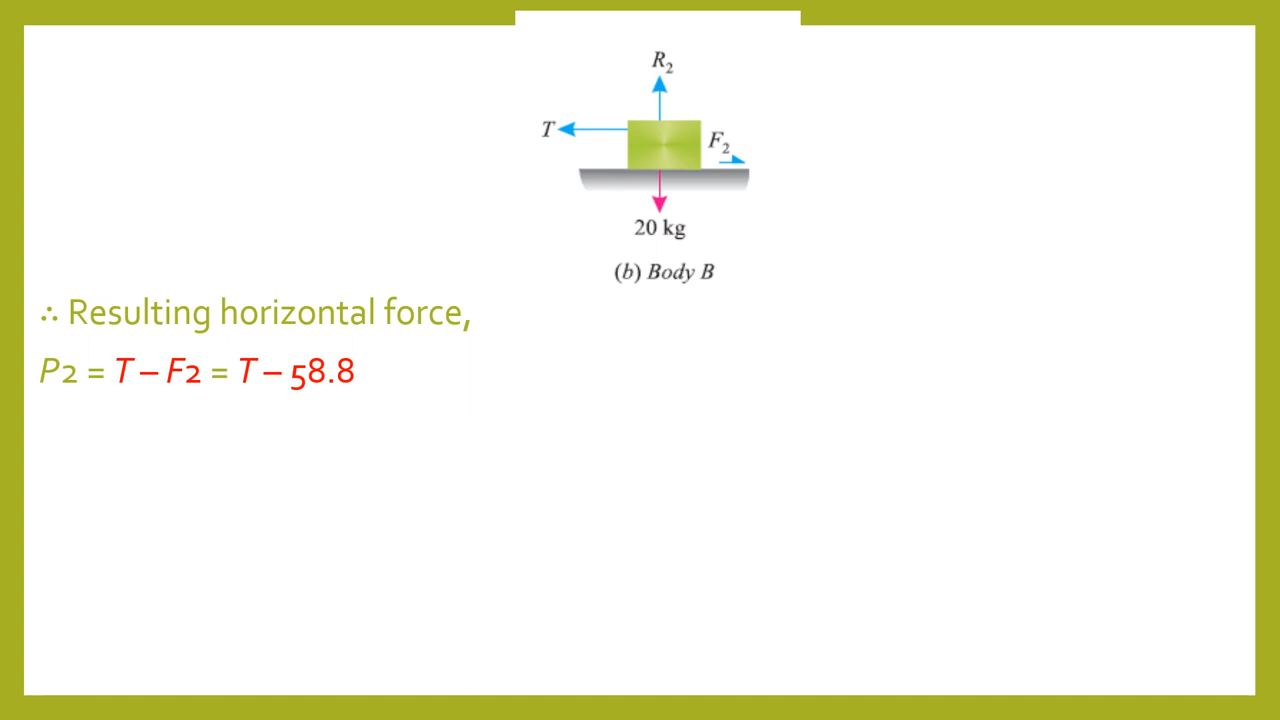 R2
T
F2
20 kg
(b) Body B
∴ Resulting horizontal force,
P2 = T – F2 = T – 58.8